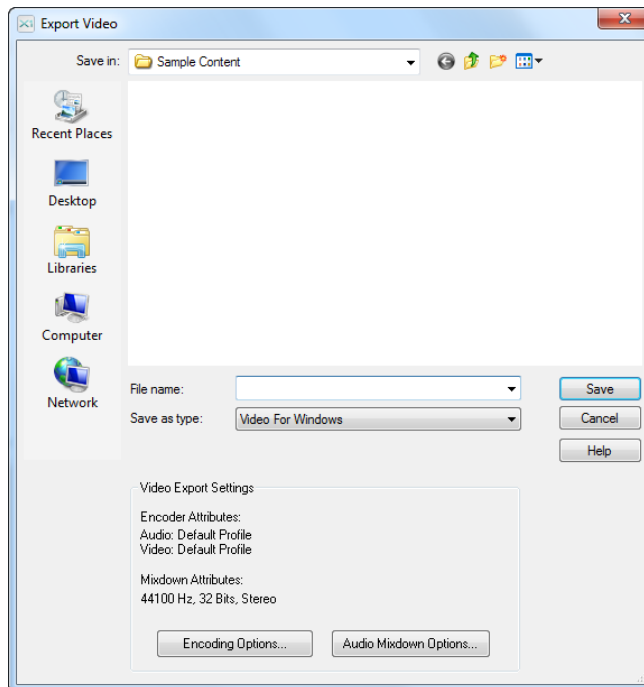 Export Video
Save in: Sample Content
Recent Places
Desktop
Libraries
Computer
Network
File name:
Save
Save as type: Video For Windows
Cancel
Help
Video Export Settings
Encoder Attributes:
Audio: Default Profile
Video: Default Profile
Mixdown Attributes:
44100 Hz, 32 Bits, Stereo
Encoding Options...
Audio Mixdown Options...